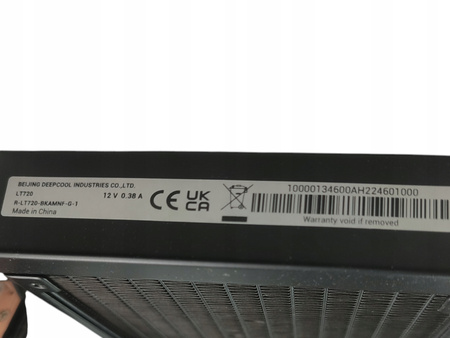 BEIJING DEEPCOOL INDUSTRIES CO.,LTD.
LT720 12 V 0.38 A
R-LT720-BKAMNF-G-1
Made in China
CE UK CA
10000134600AH224601000
Warranty void if removed